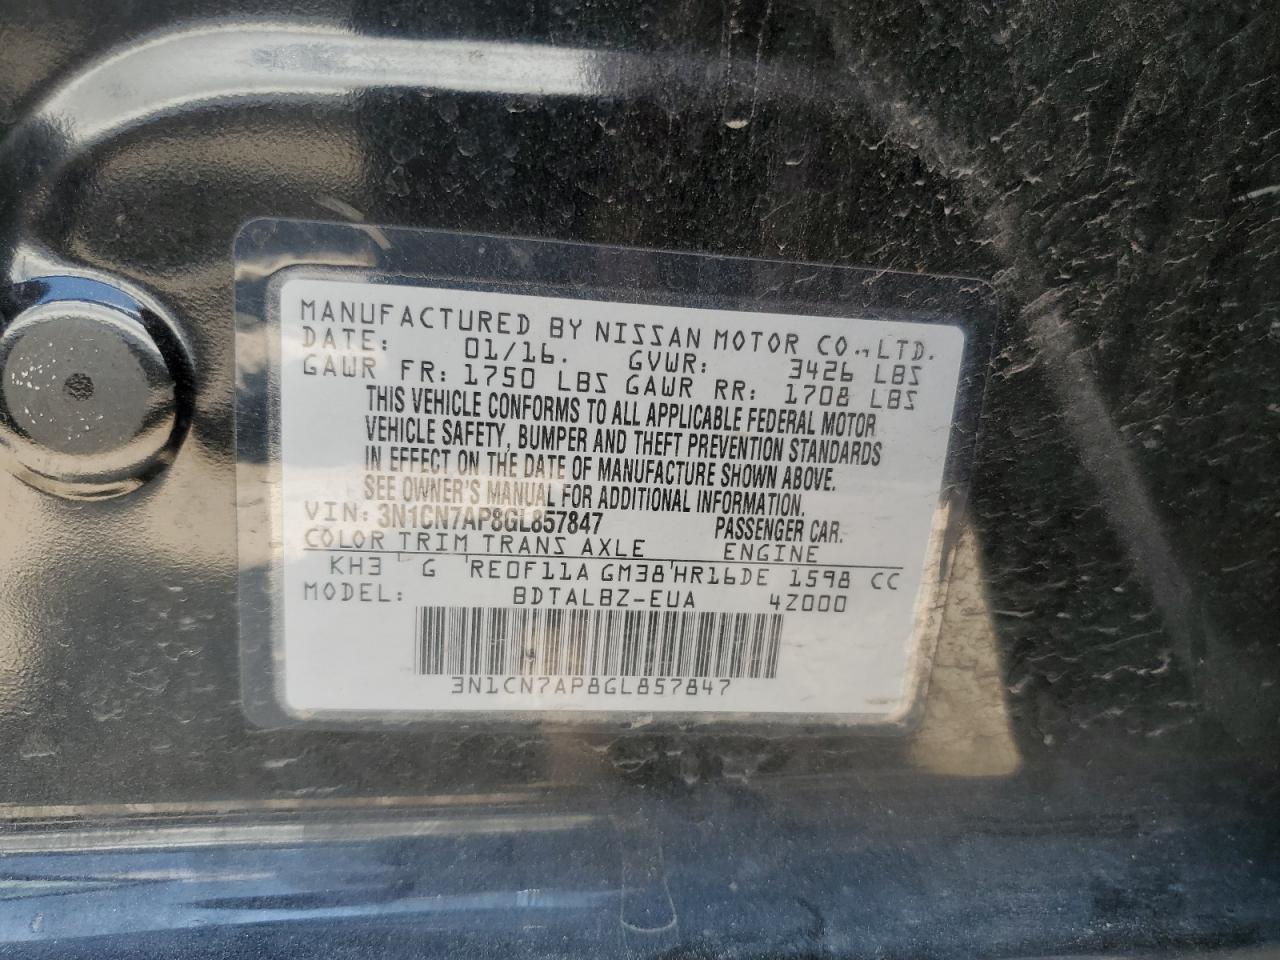 MANUFACTURED BY NISSAN MOTOR CO., LTD.
DATE: 01/16. GVWR: 3426 LBS
GAWR FR: 1750 LBS GAWR RR: 1708 LBS
THIS VEHICLE CONFORMS TO ALL APPLICABLE FEDERAL MOTOR
VEHICLE SAFETY, BUMPER AND THEFT PREVENTION STANDARDS
IN EFFECT ON THE DATE OF MANUFACTURE SHOWN ABOVE.
SEE OWNER'S MANUAL FOR ADDITIONAL INFORMATION.
VIN: 3N1CN7AP8GL857847 PASSENGER CAR.
COLOR TRIM TRANS AXLE ENGINE
KH3 G RE0F11A GM38 HR16DE 1598 CC
MODEL: BDTALBZ-EUA 4Z000
3N1CN7AP8GL857847